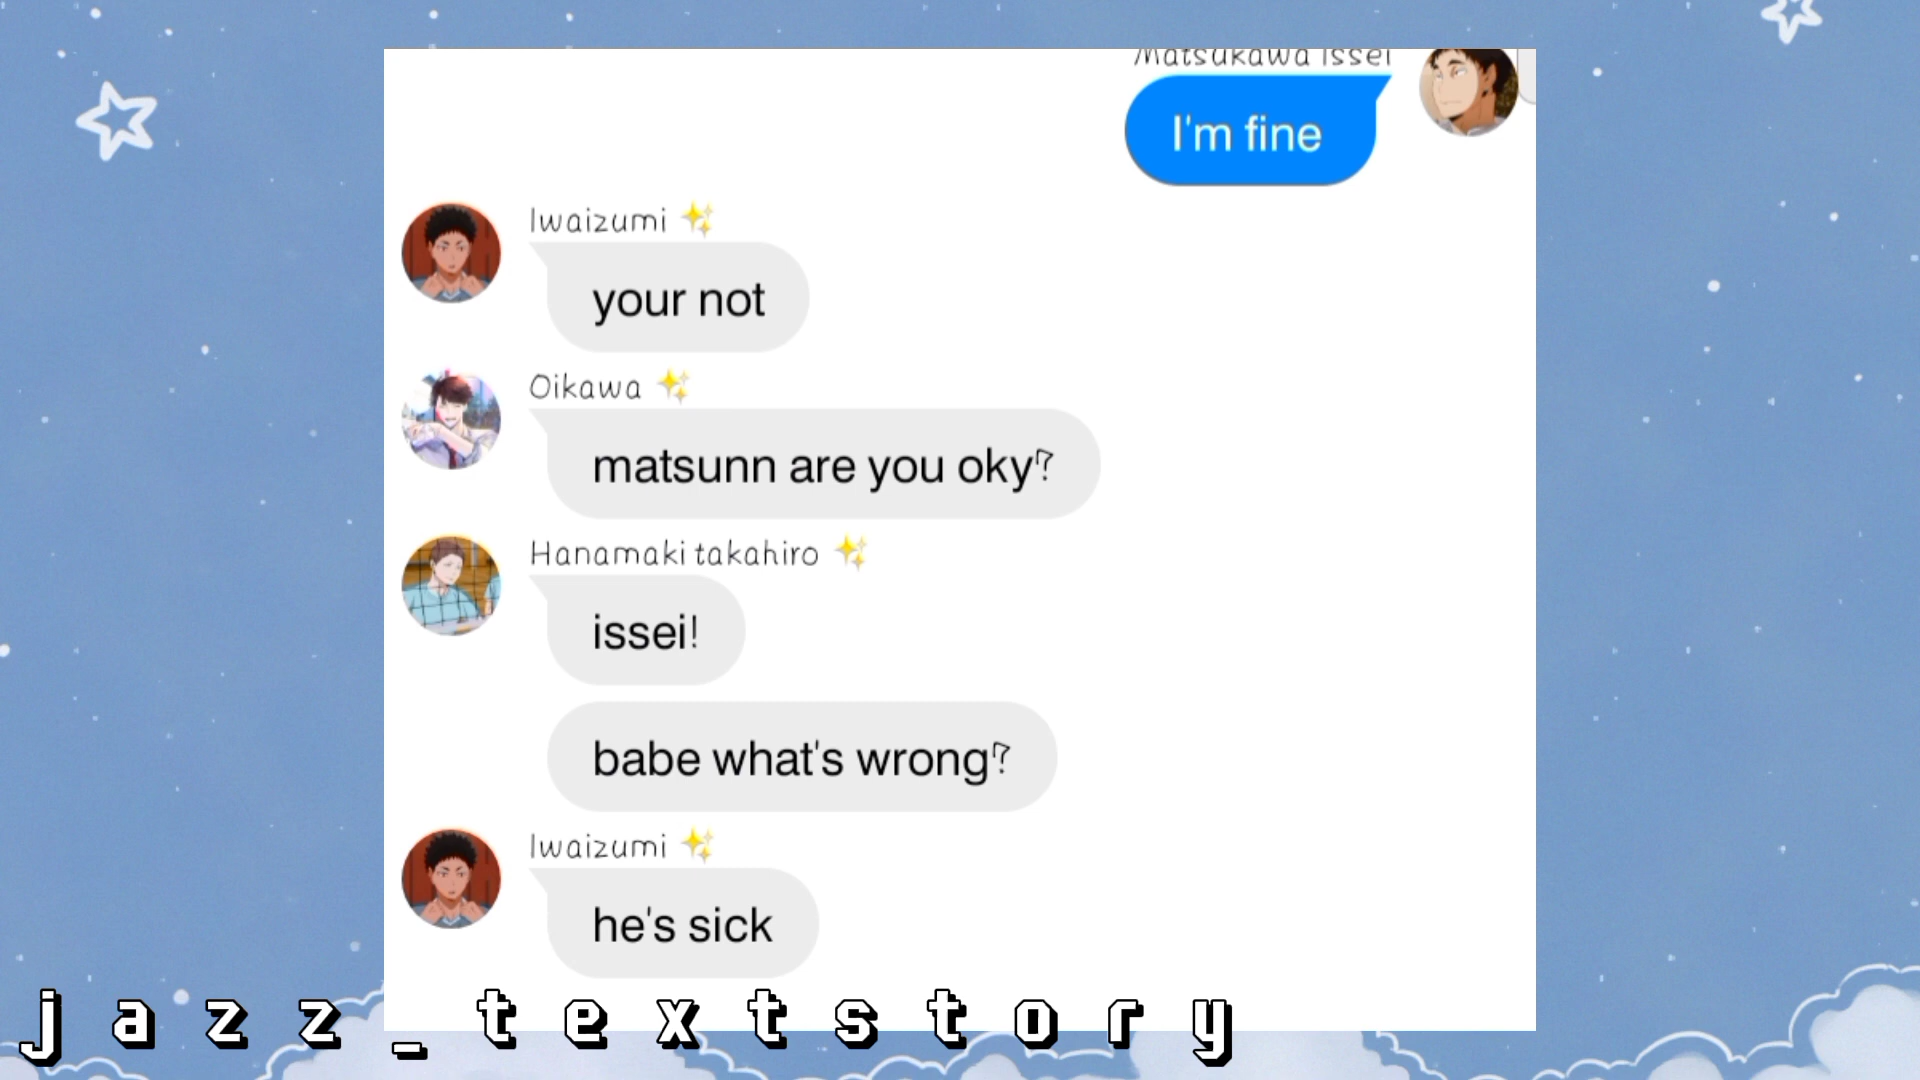 Matsukawa Issei
I'm fine
Iwaizumi ✨
your not
Oikawa ✨
matsunn are you oky?
Hanamaki takahiro ✨
issei!
babe what's wrong?
Iwaizumi ✨
he's sick
jazz_textstory